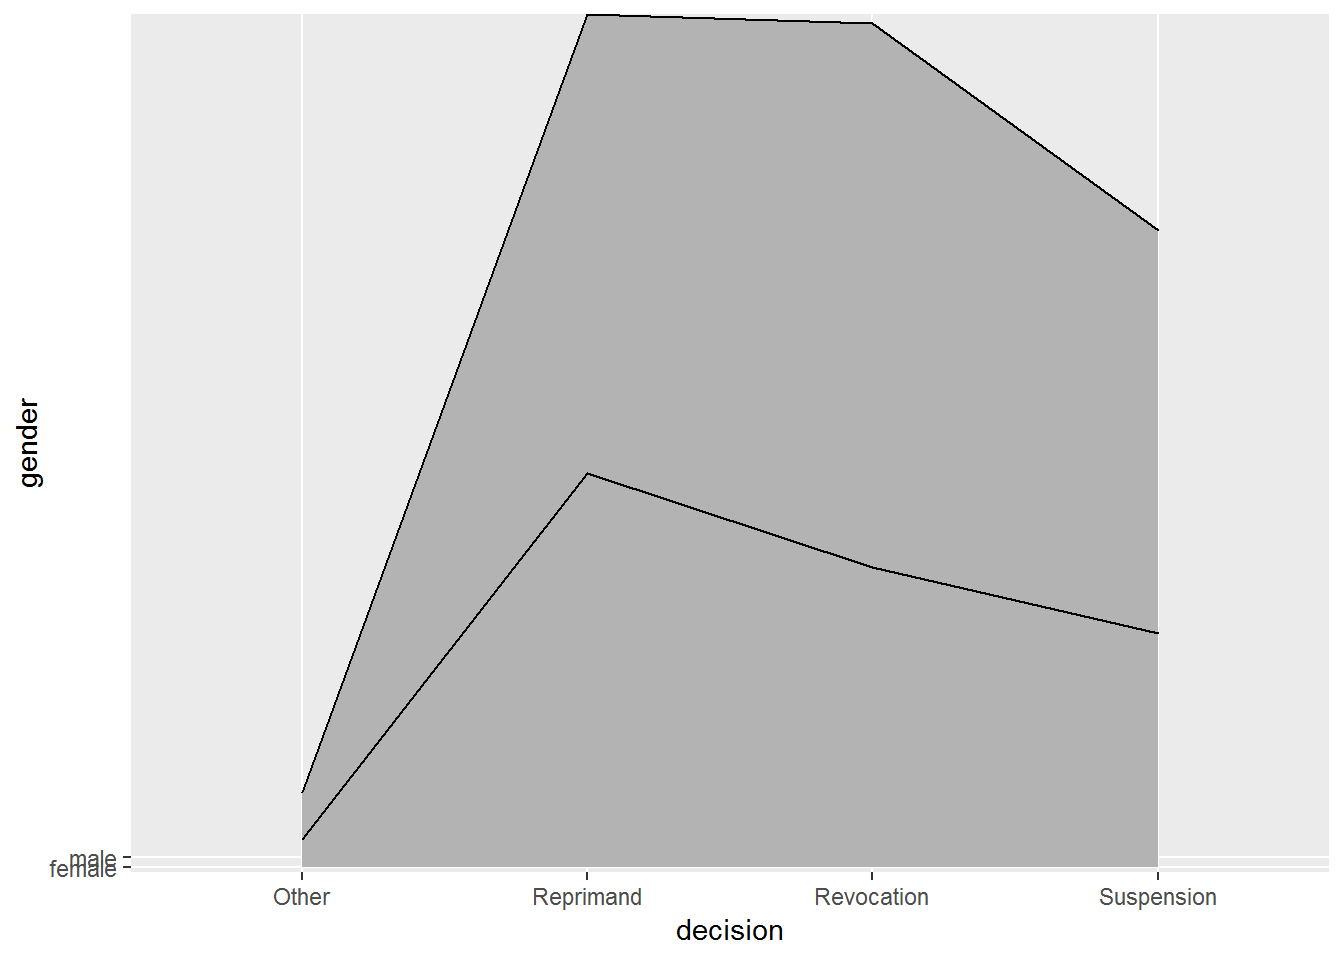 gender
male
female
Other Reprimand Revocation Suspension
decision